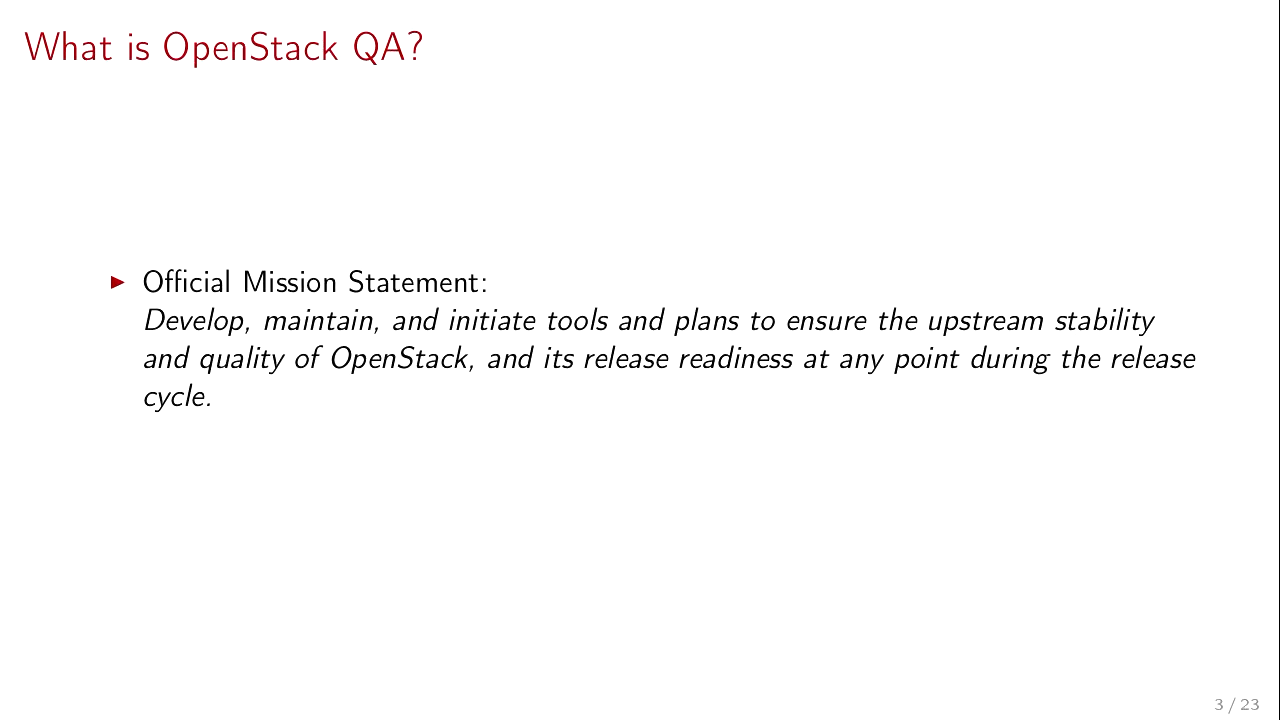 What is OpenStack QA?
▶ Official Mission Statement:
Develop, maintain, and initiate tools and plans to ensure the upstream stability
and quality of OpenStack, and its release readiness at any point during the release
cycle.
3 / 23